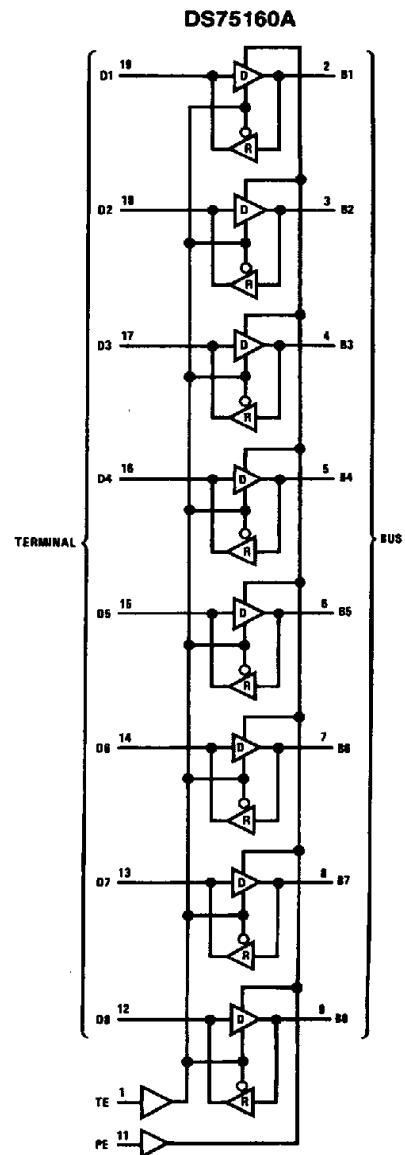 DS75160A
D1 19 D 2 B1
R
D2 18 D 3 B2
R
D3 17 D 4 B3
R
D4 16 D 5 B4
R
TERMINAL BUS
D5 15 D 6 B5
R
D6 14 D 7 B6
R
D7 13 D 8 B7
R
D8 12 D 9 B8
R
TE 1
PE 11